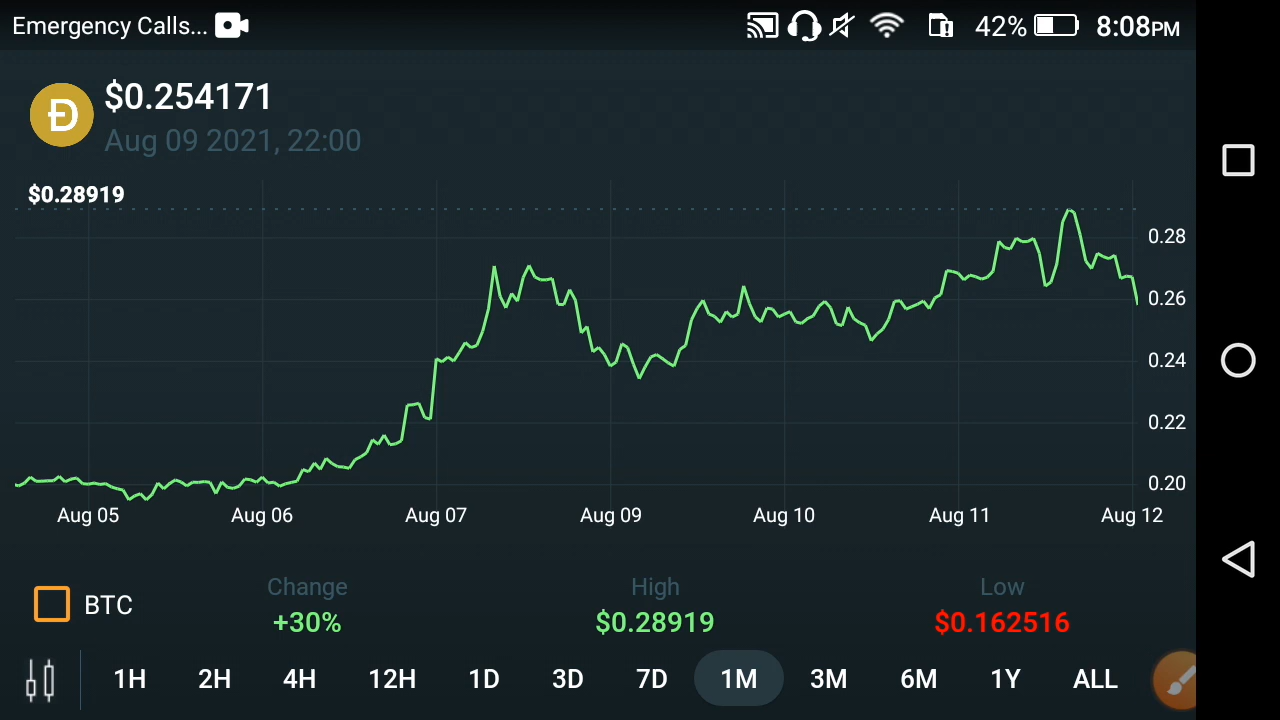 Emergency Calls... 42% 8:08PM
Đ $0.254171
Aug 09 2021, 22:00
$0.28919
0.28
0.26
0.24
0.22
0.20
Aug 05 Aug 06 Aug 07 Aug 09 Aug 10 Aug 11 Aug 12
Change High Low
BTC +30% $0.28919 $0.162516
1H 2H 4H 12H 1D 3D 7D 1M 3M 6M 1Y ALL